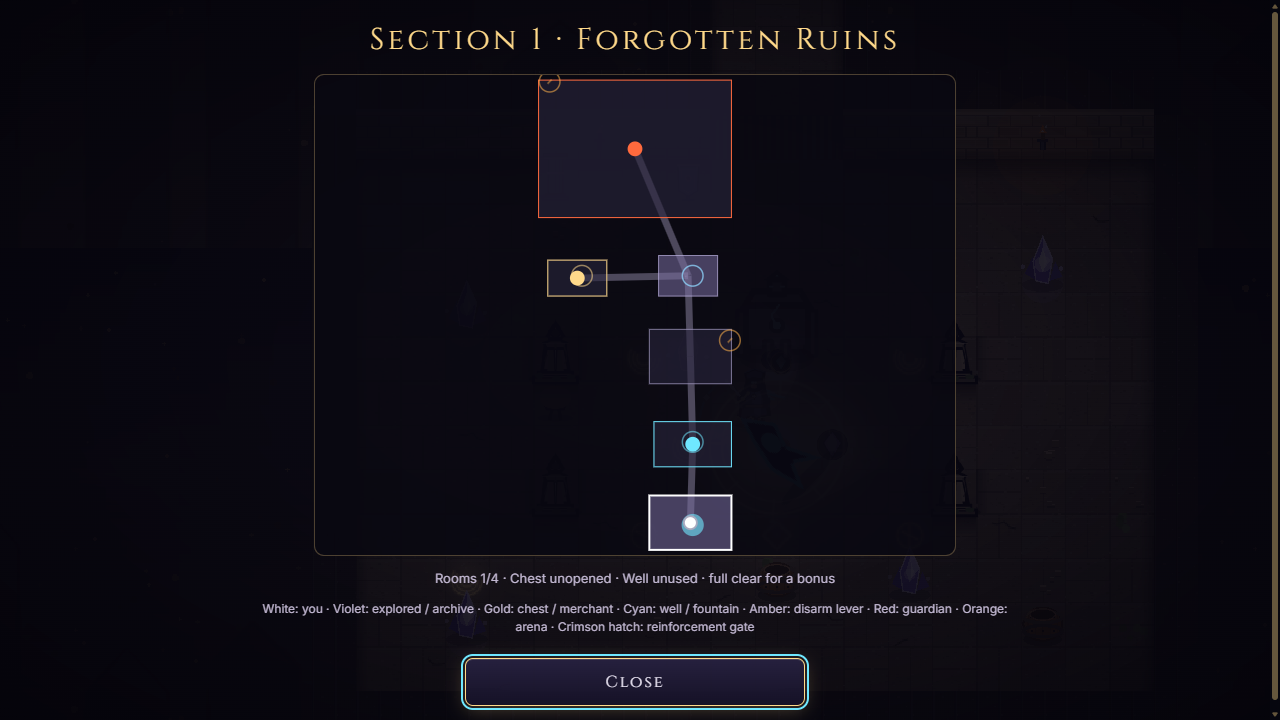 Section 1 · Forgotten Ruins
Rooms 1/4 · Chest unopened · Well unused · full clear for a bonus
White: you · Violet: explored / archive · Gold: chest / merchant · Cyan: well / fountain · Amber: disarm lever · Red: guardian · Orange:
arena · Crimson hatch: reinforcement gate
Close